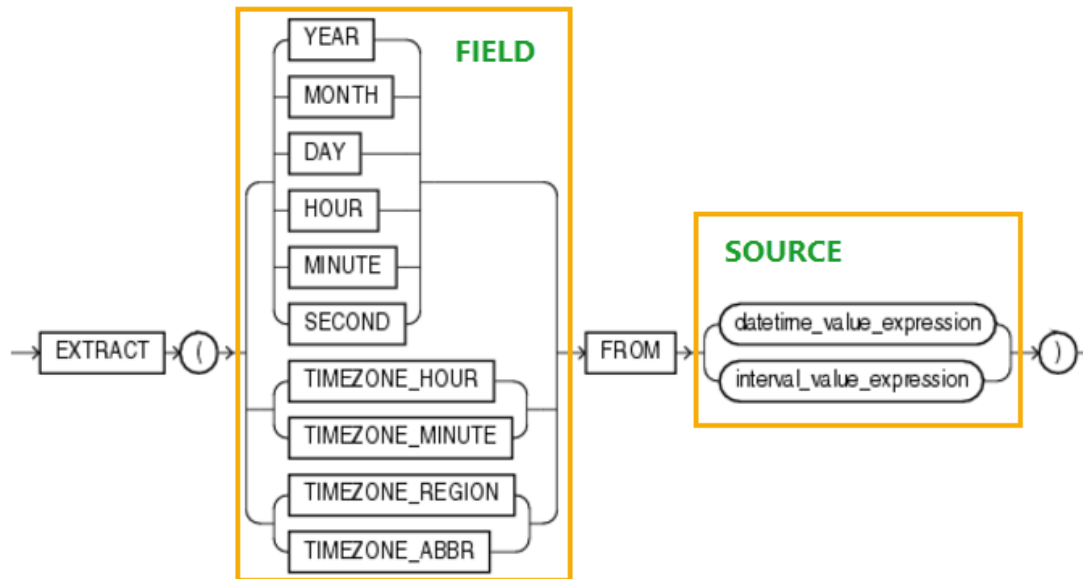 YEAR
FIELD
MONTH
DAY
HOUR
MINUTE
SECOND
EXTRACT
(
TIMEZONE_HOUR
TIMEZONE_MINUTE
TIMEZONE_REGION
TIMEZONE_ABBR
FROM
SOURCE
datetime_value_expression
interval_value_expression
)